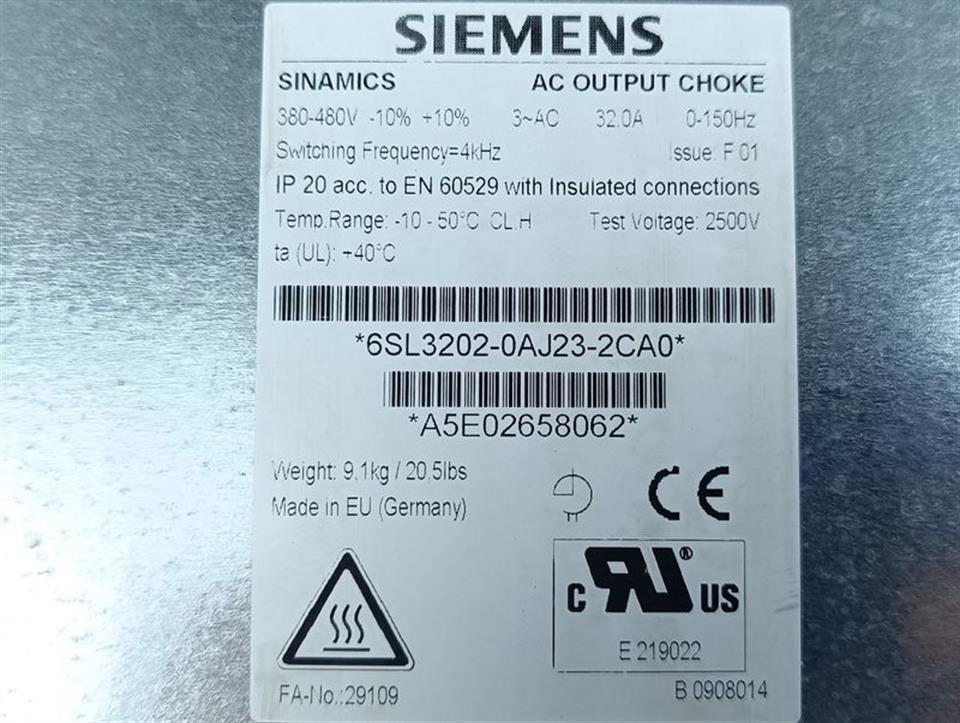 SIEMENS
SINAMICS AC OUTPUT CHOKE
380-480V -10% +10% 3~AC 32.0A 0-150Hz
Switching Frequency=4kHz Issue: F 01
IP 20 acc. to EN 60529 with Insulated connections
Temp.Range: -10 - 50°C CL.H Test Voltage: 2500V
ta (UL): +40°C
*6SL3202-0AJ23-2CA0*
*A5E02658062*
Weight: 9,1kg / 20,5lbs
Made in EU (Germany)
CE
C RU ® US
E 219022
FA-No.:29109 B 0908014